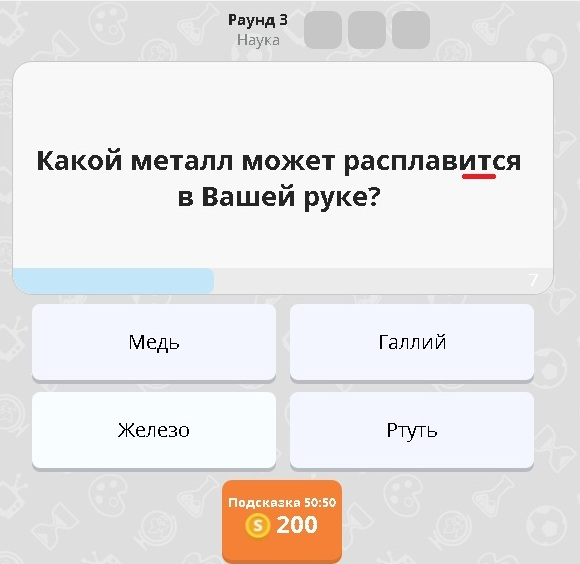 Раунд 3
Наука
Какой металл может расплавится
в Вашей руке?
7
Медь
Галлий
Железо
Ртуть
Подсказка 50:50
S 200